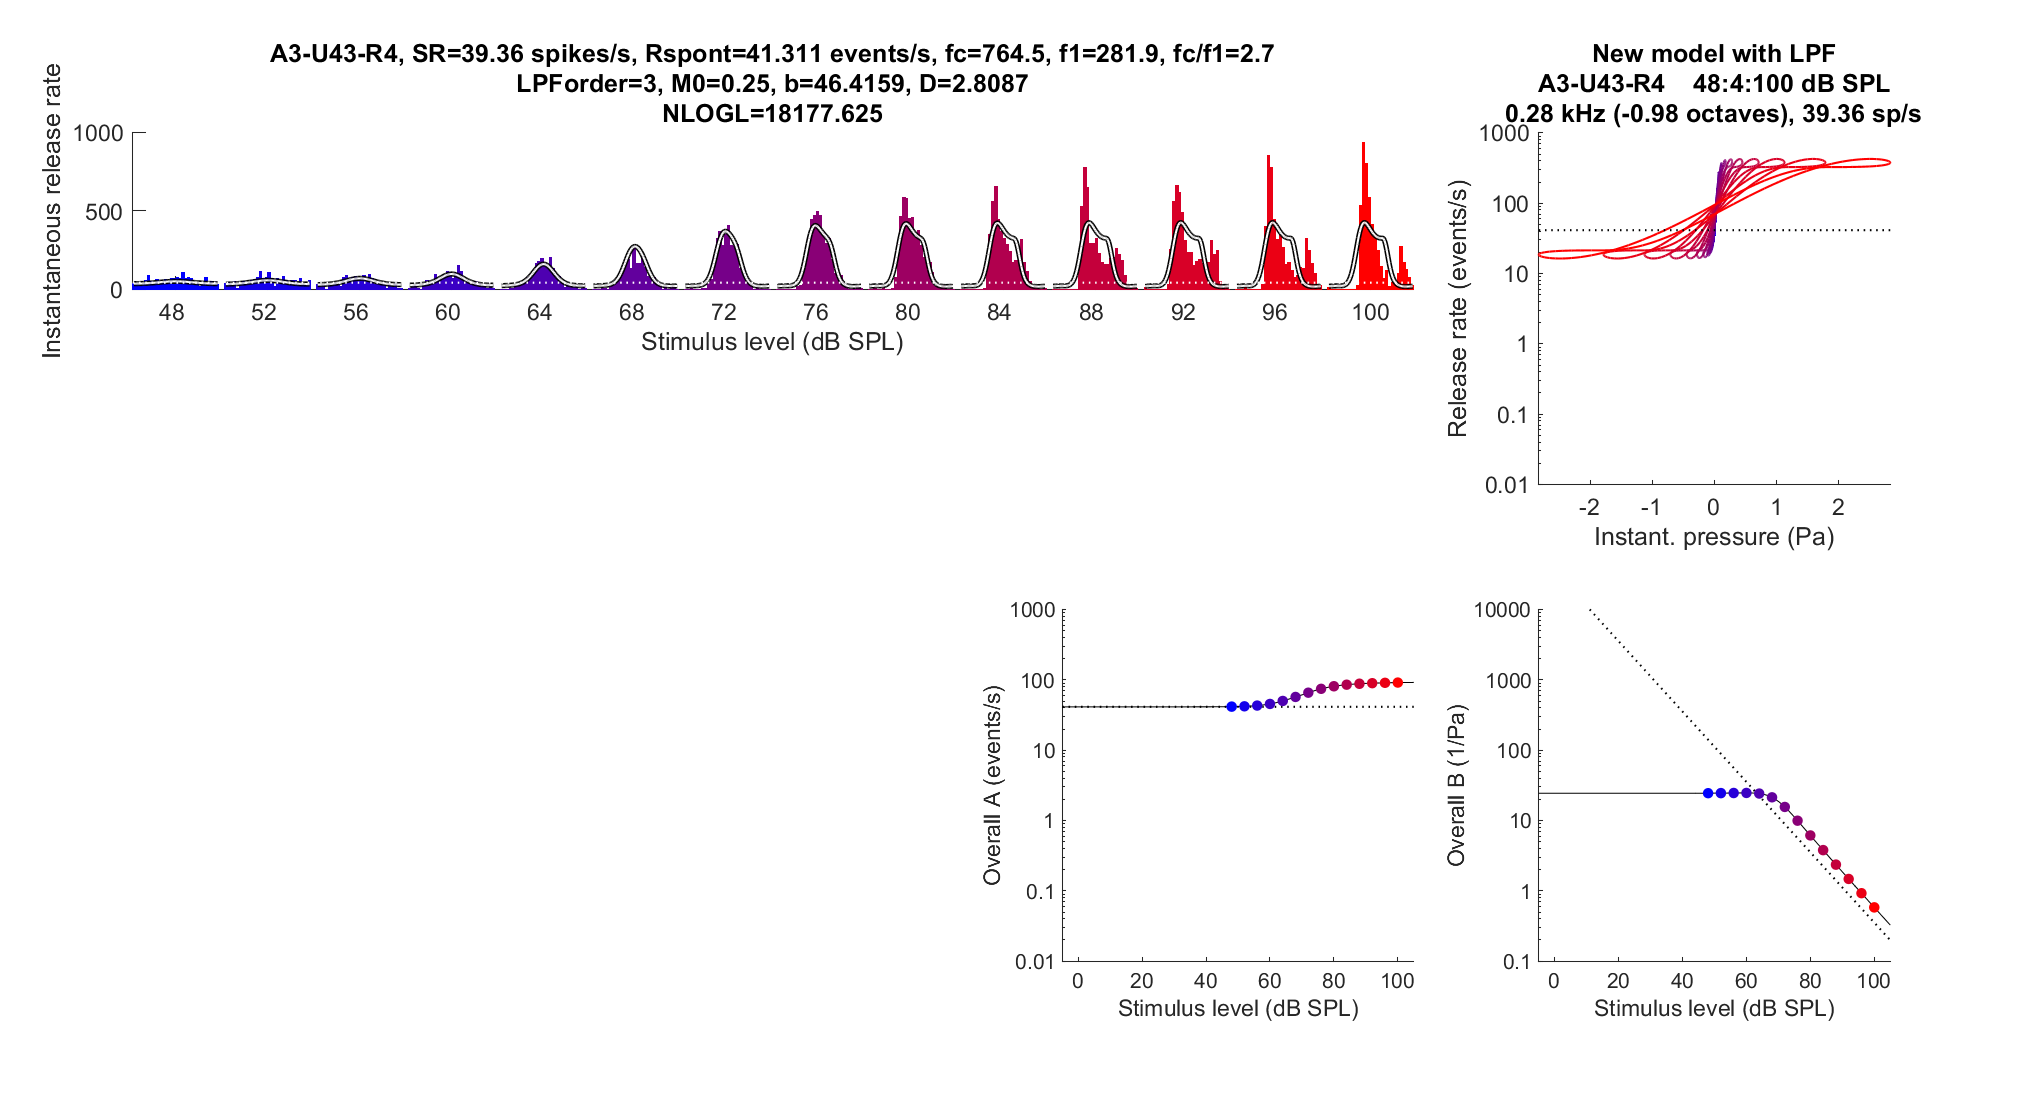 A3-U43-R4, SR=39.36 spikes/s, Rspont=41.311 events/s, fc=764.5, f1=281.9, fc/f1=2.7
LPForder=3, M0=0.25, b=46.4159, D=2.8087
NLOGL=18177.625
Instantaneous release rate
1000
500
0
48 52 56 60 64 68 72 76 80 84 88 92 96 100
Stimulus level (dB SPL)
New model with LPF
A3-U43-R4 48:4:100 dB SPL
0.28 kHz (-0.98 octaves), 39.36 sp/s
Release rate (events/s)
1000
100
10
1
0.1
0.01
-2 -1 0 1 2
Instant. pressure (Pa)
Overall A (events/s)
1000
100
10
1
0.1
0.01
0 20 40 60 80 100
Stimulus level (dB SPL)
Overall B (1/Pa)
10000
1000
100
10
1
0.1
0 20 40 60 80 100
Stimulus level (dB SPL)